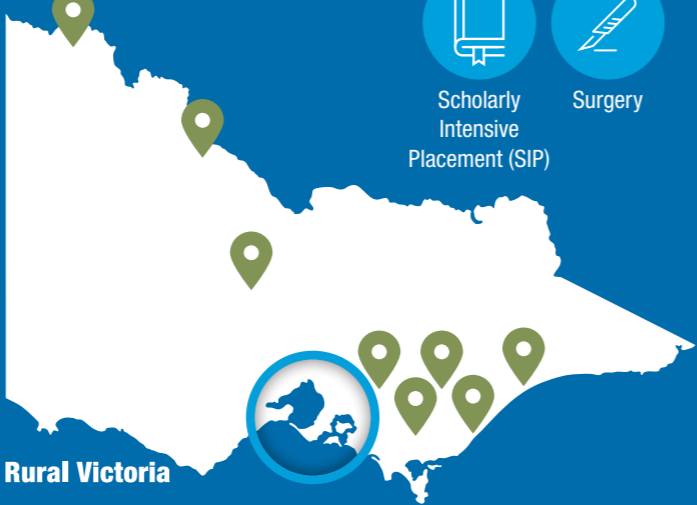 Scholarly
Intensive
Placement (SIP)
Surgery
Rural Victoria